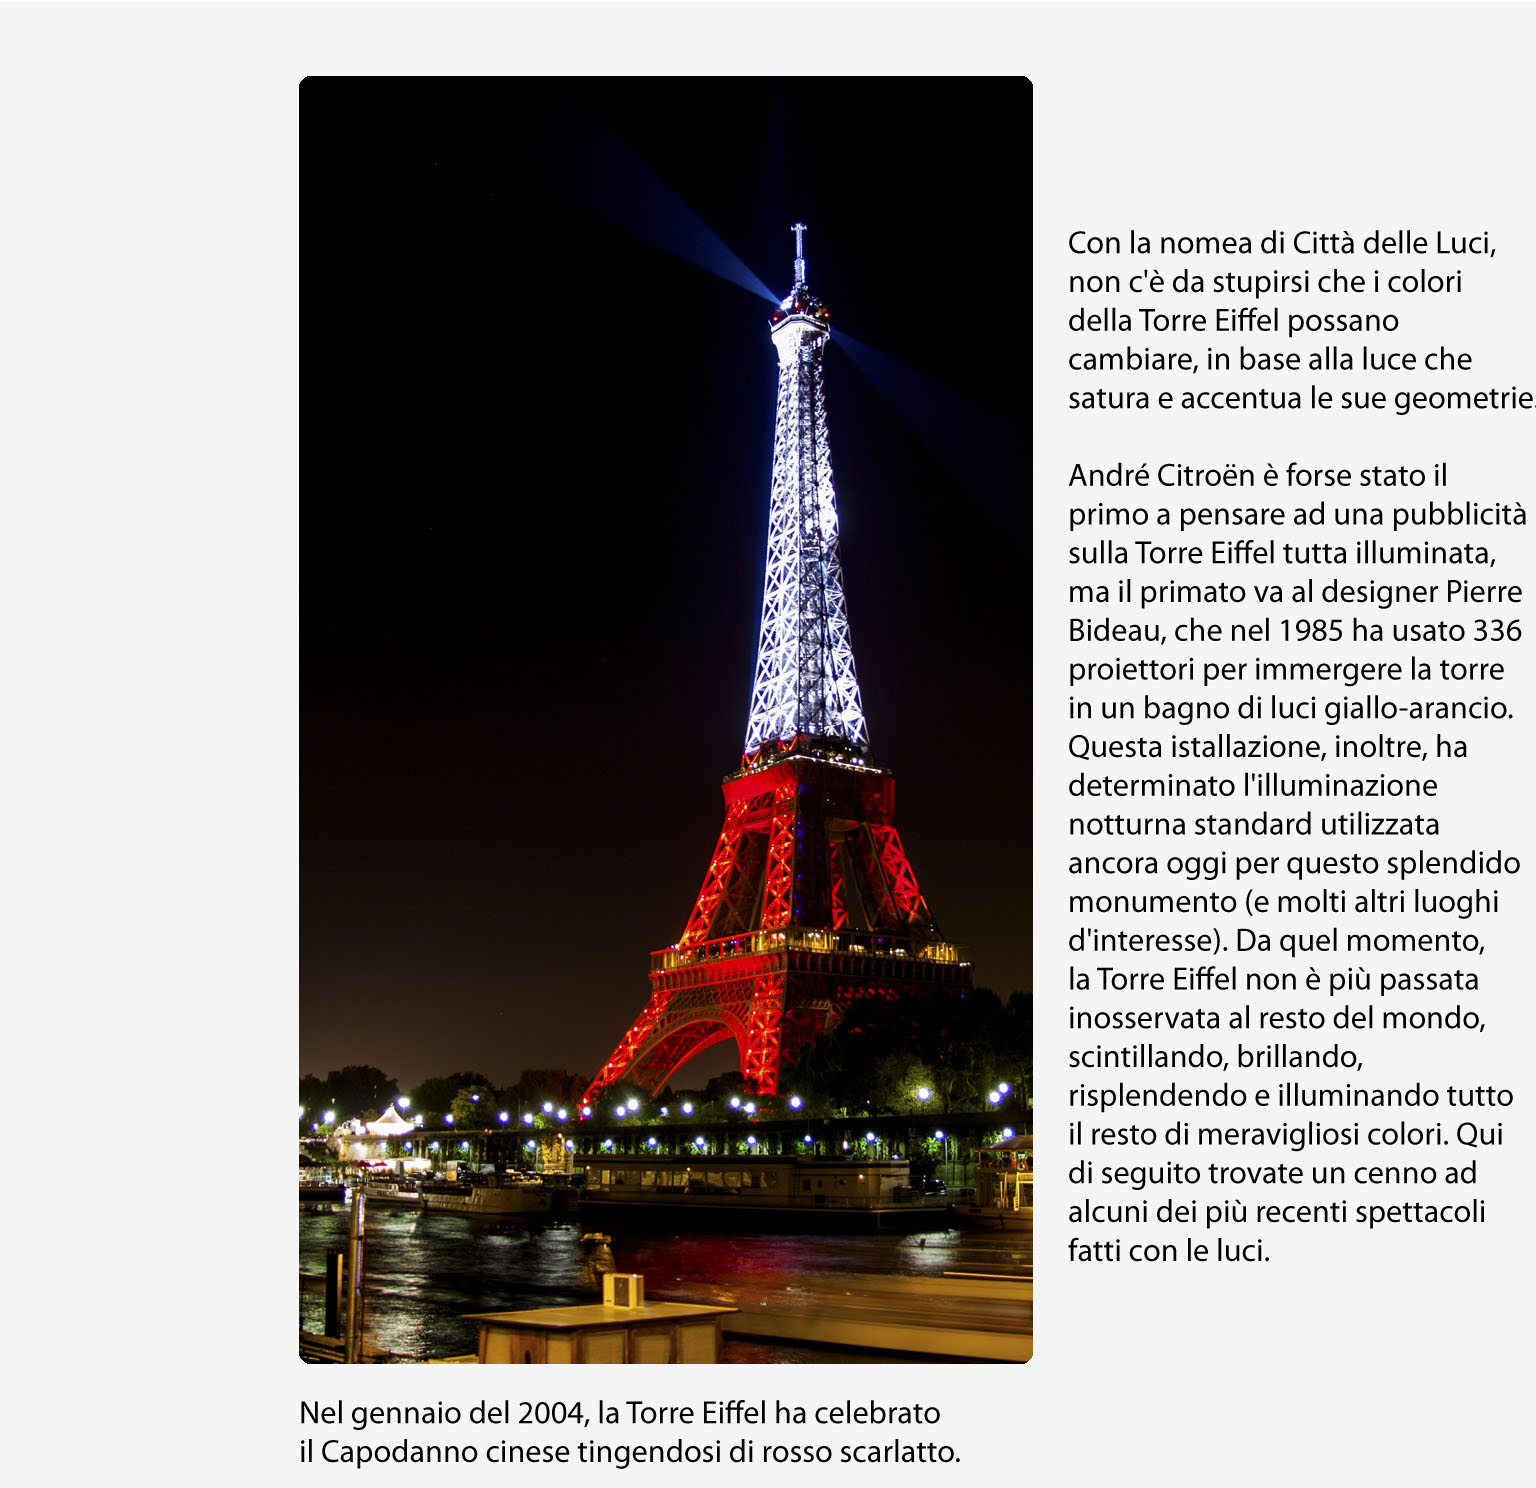 Con la nomea di Città delle Luci,
non c'è da stupirsi che i colori
della Torre Eiffel possano
cambiare, in base alla luce che
satura e accentua le sue geometrie.
André Citroën è forse stato il
primo a pensare ad una pubblicità
sulla Torre Eiffel tutta illuminata,
ma il primato va al designer Pierre
Bideau, che nel 1985 ha usato 336
proiettori per immergere la torre
in un bagno di luci giallo-arancio.
Questa istallazione, inoltre, ha
determinato l'illuminazione
notturna standard utilizzata
ancora oggi per questo splendido
monumento (e molti altri luoghi
d'interesse). Da quel momento,
la Torre Eiffel non è più passata
inosservata al resto del mondo,
scintillando, brillando,
risplendendo e illuminando tutto
il resto di meravigliosi colori. Qui
di seguito trovate un cenno ad
alcuni dei più recenti spettacoli
fatti con le luci.
Nel gennaio del 2004, la Torre Eiffel ha celebrato
il Capodanno cinese tingendosi di rosso scarlatto.